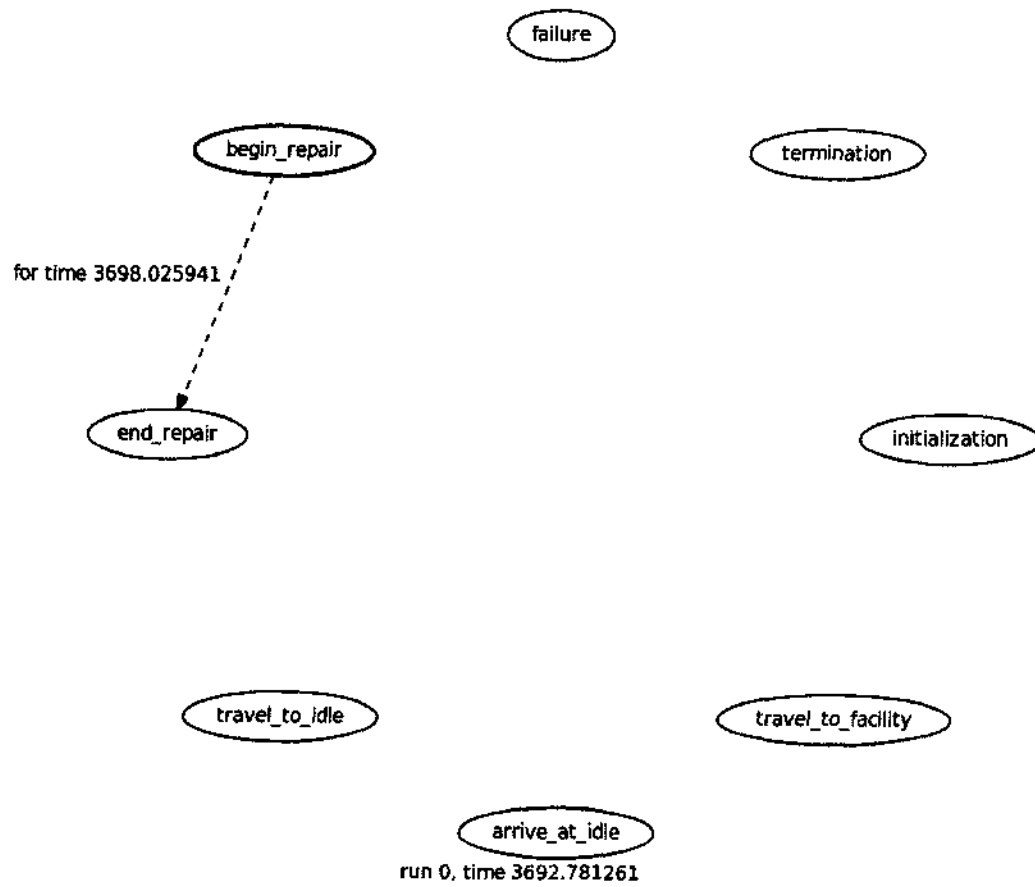 failure
begin_repair
termination
for time 3698.025941
end_repair
initialization
travel_to_idle
travel_to_facility
arrive_at_idle
run 0, time 3692.781261